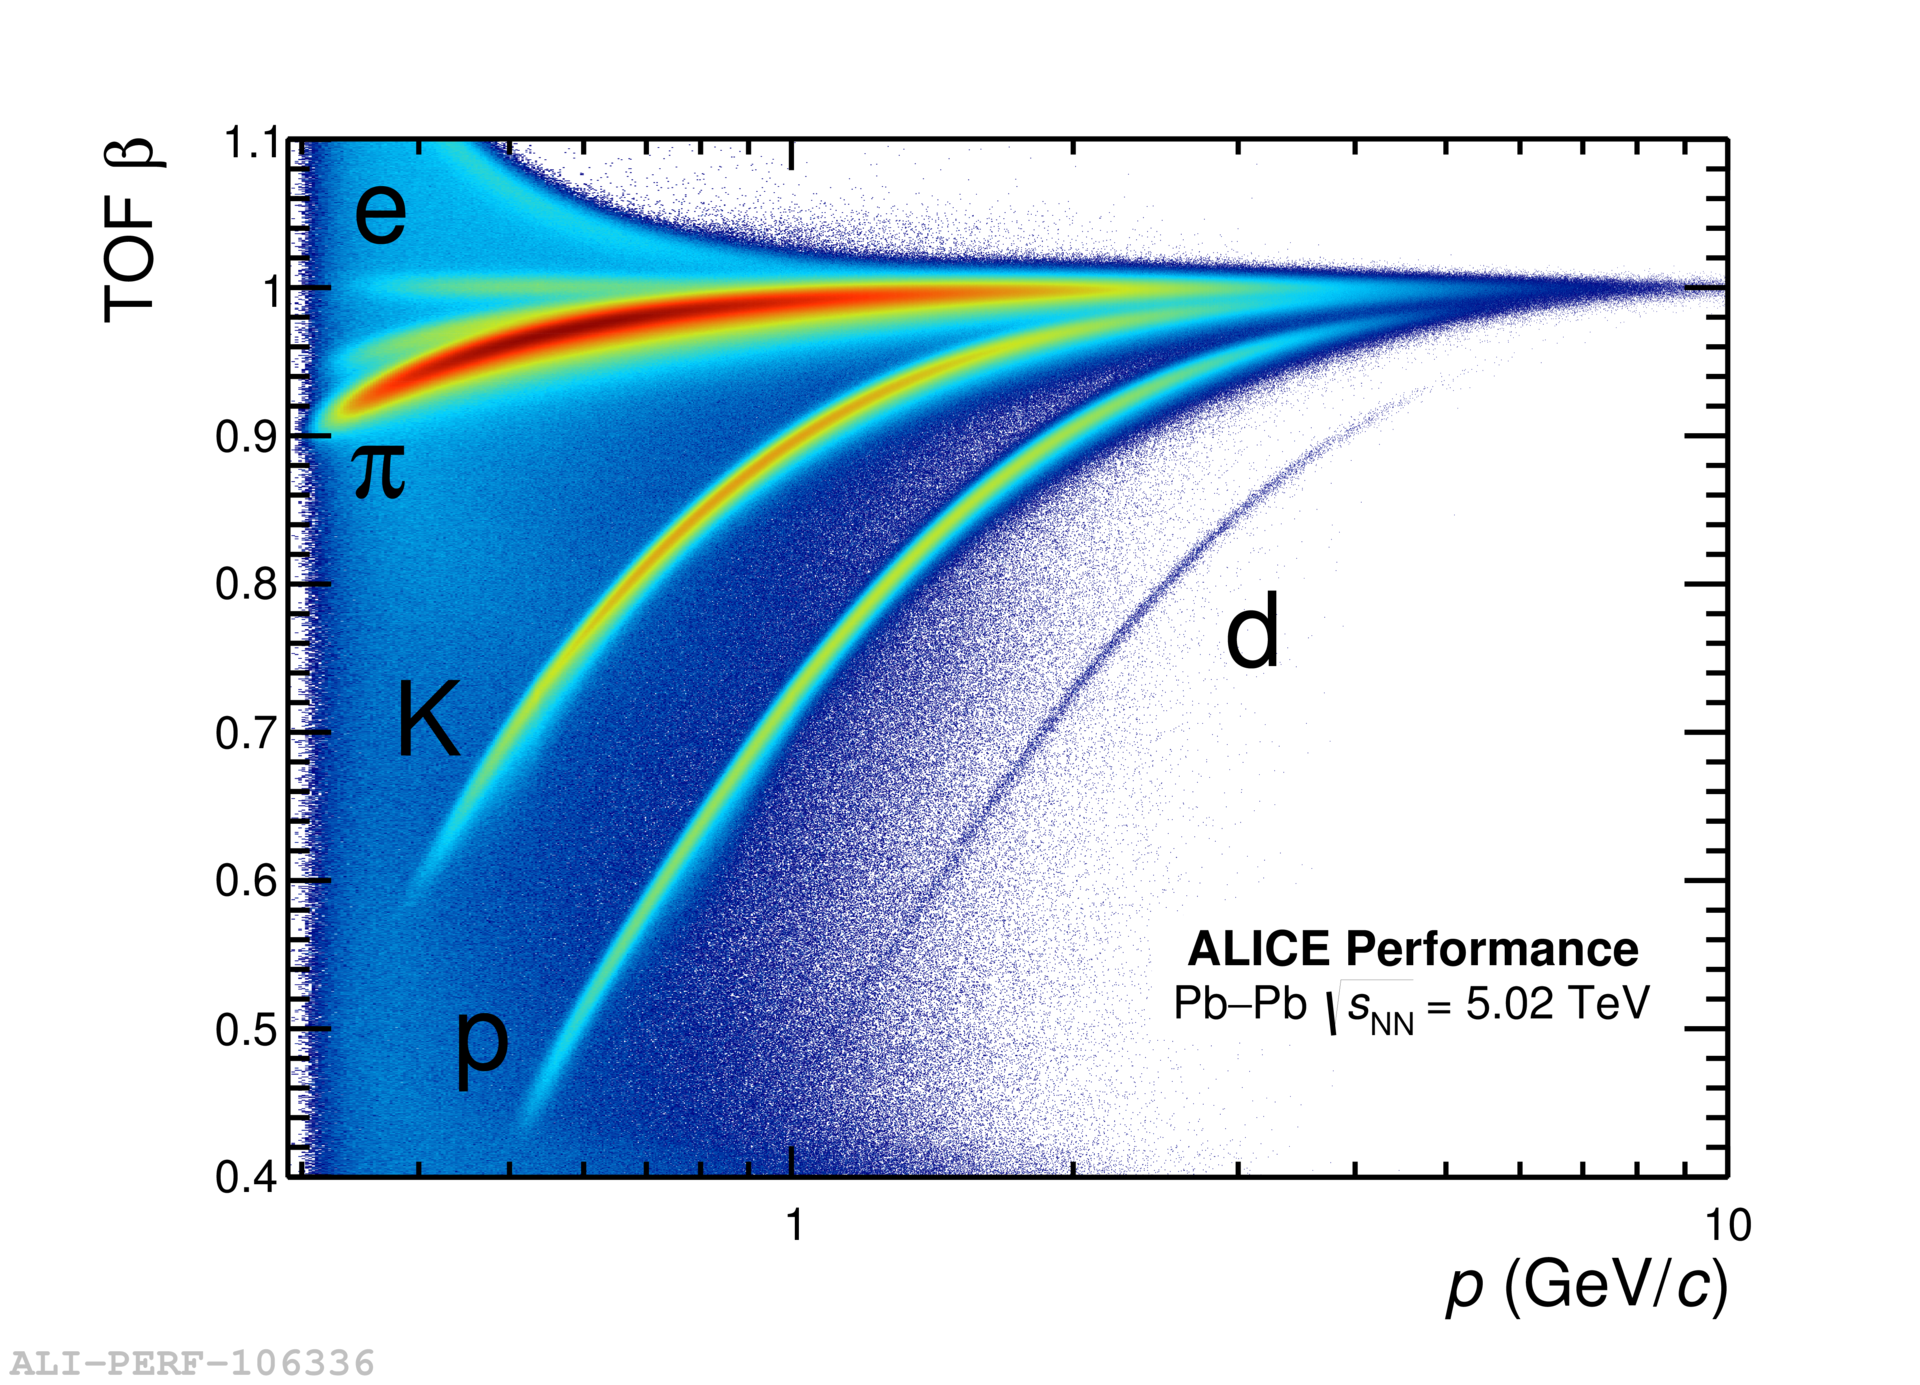 TOF β
1.1
1
0.9
0.8
0.7
0.6
0.5
0.4
e
π
K
p
d
ALICE Performance
Pb–Pb √sNN = 5.02 TeV
1
10
p (GeV/c)
ALI–PERF–106336